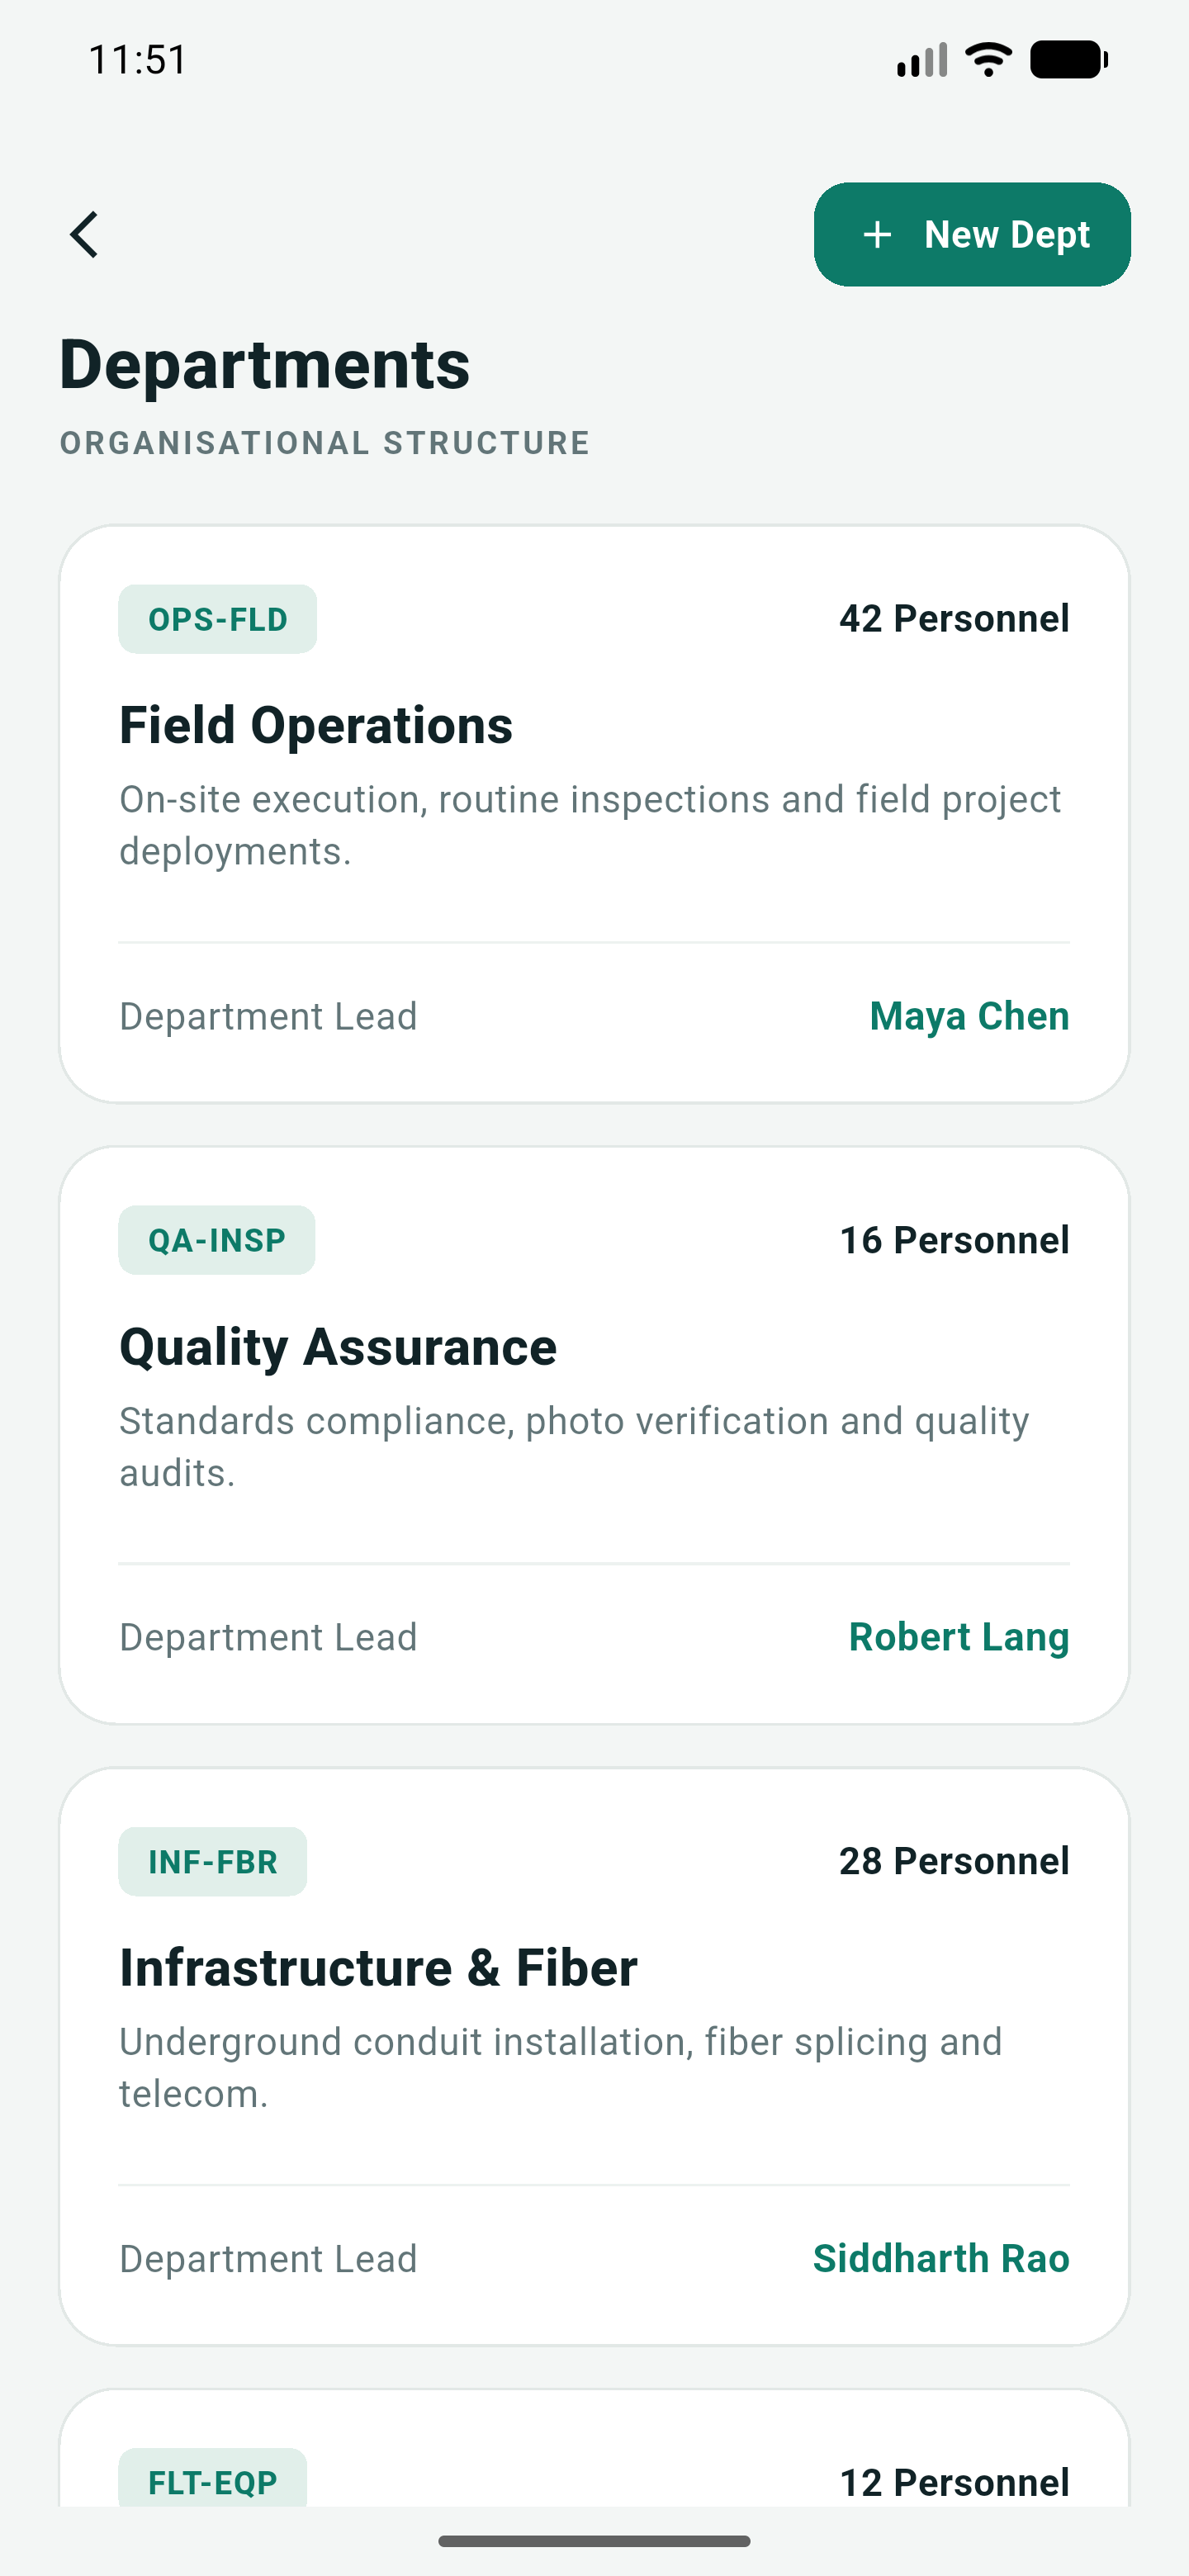 11:51
New Dept
Departments
ORGANISATIONAL STRUCTURE
OPS-FLD
42 Personnel
Field Operations
On-site execution, routine inspections and field project
deployments.
Department Lead
Maya Chen
QA-INSP
16 Personnel
Quality Assurance
Standards compliance, photo verification and quality
audits.
Department Lead
Robert Lang
INF-FBR
28 Personnel
Infrastructure & Fiber
Underground conduit installation, fiber splicing and
telecom.
Department Lead
Siddharth Rao
FLT-EQP
12 Personnel